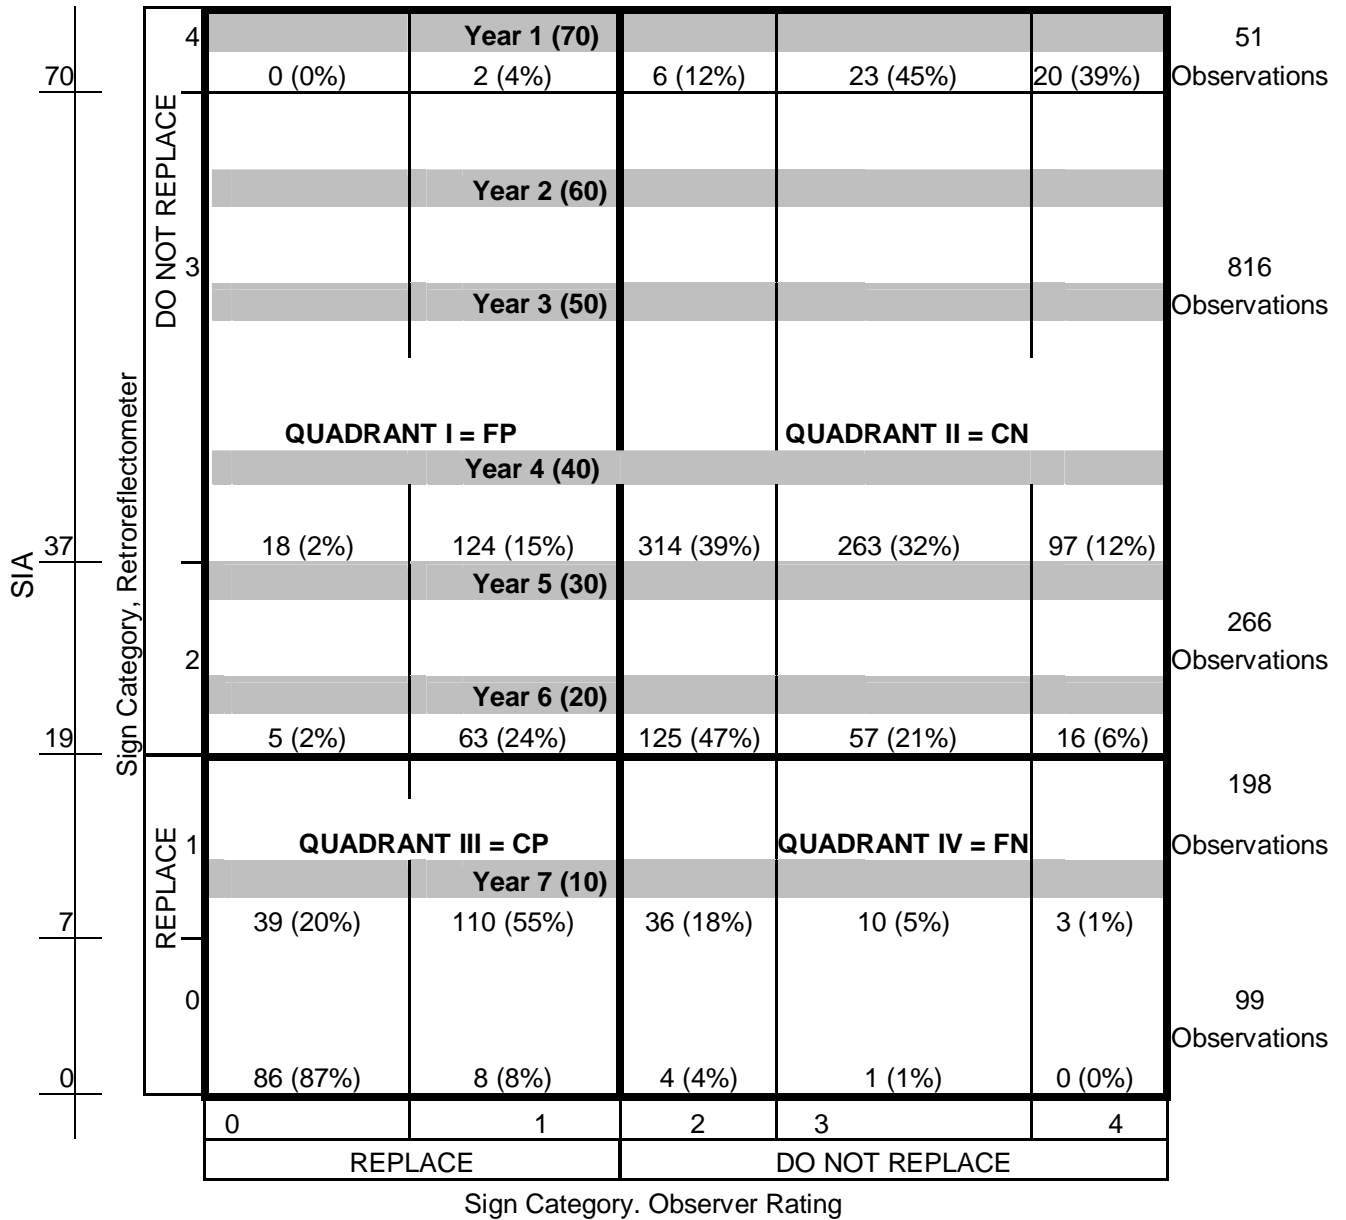 4 Year 1 (70) 51
70 0 (0%) 2 (4%) 6 (12%) 23 (45%) 20 (39%) Observations
DO NOT REPLACE
Year 2 (60)
3 816
Year 3 (50) Observations
Sign Category, Retroreflectometer
QUADRANT I = FP QUADRANT II = CN
Year 4 (40)
SIA
37 18 (2%) 124 (15%) 314 (39%) 263 (32%) 97 (12%)
Year 5 (30)
266
2 Observations
Year 6 (20)
19 5 (2%) 63 (24%) 125 (47%) 57 (21%) 16 (6%)
198
REPLACE
1 QUADRANT III = CP QUADRANT IV = FN Observations
Year 7 (10)
7 39 (20%) 110 (55%) 36 (18%) 10 (5%) 3 (1%)
0 99
Observations
0 86 (87%) 8 (8%) 4 (4%) 1 (1%) 0 (0%)
0 1 2 3 4
REPLACE DO NOT REPLACE
Sign Category. Observer Rating